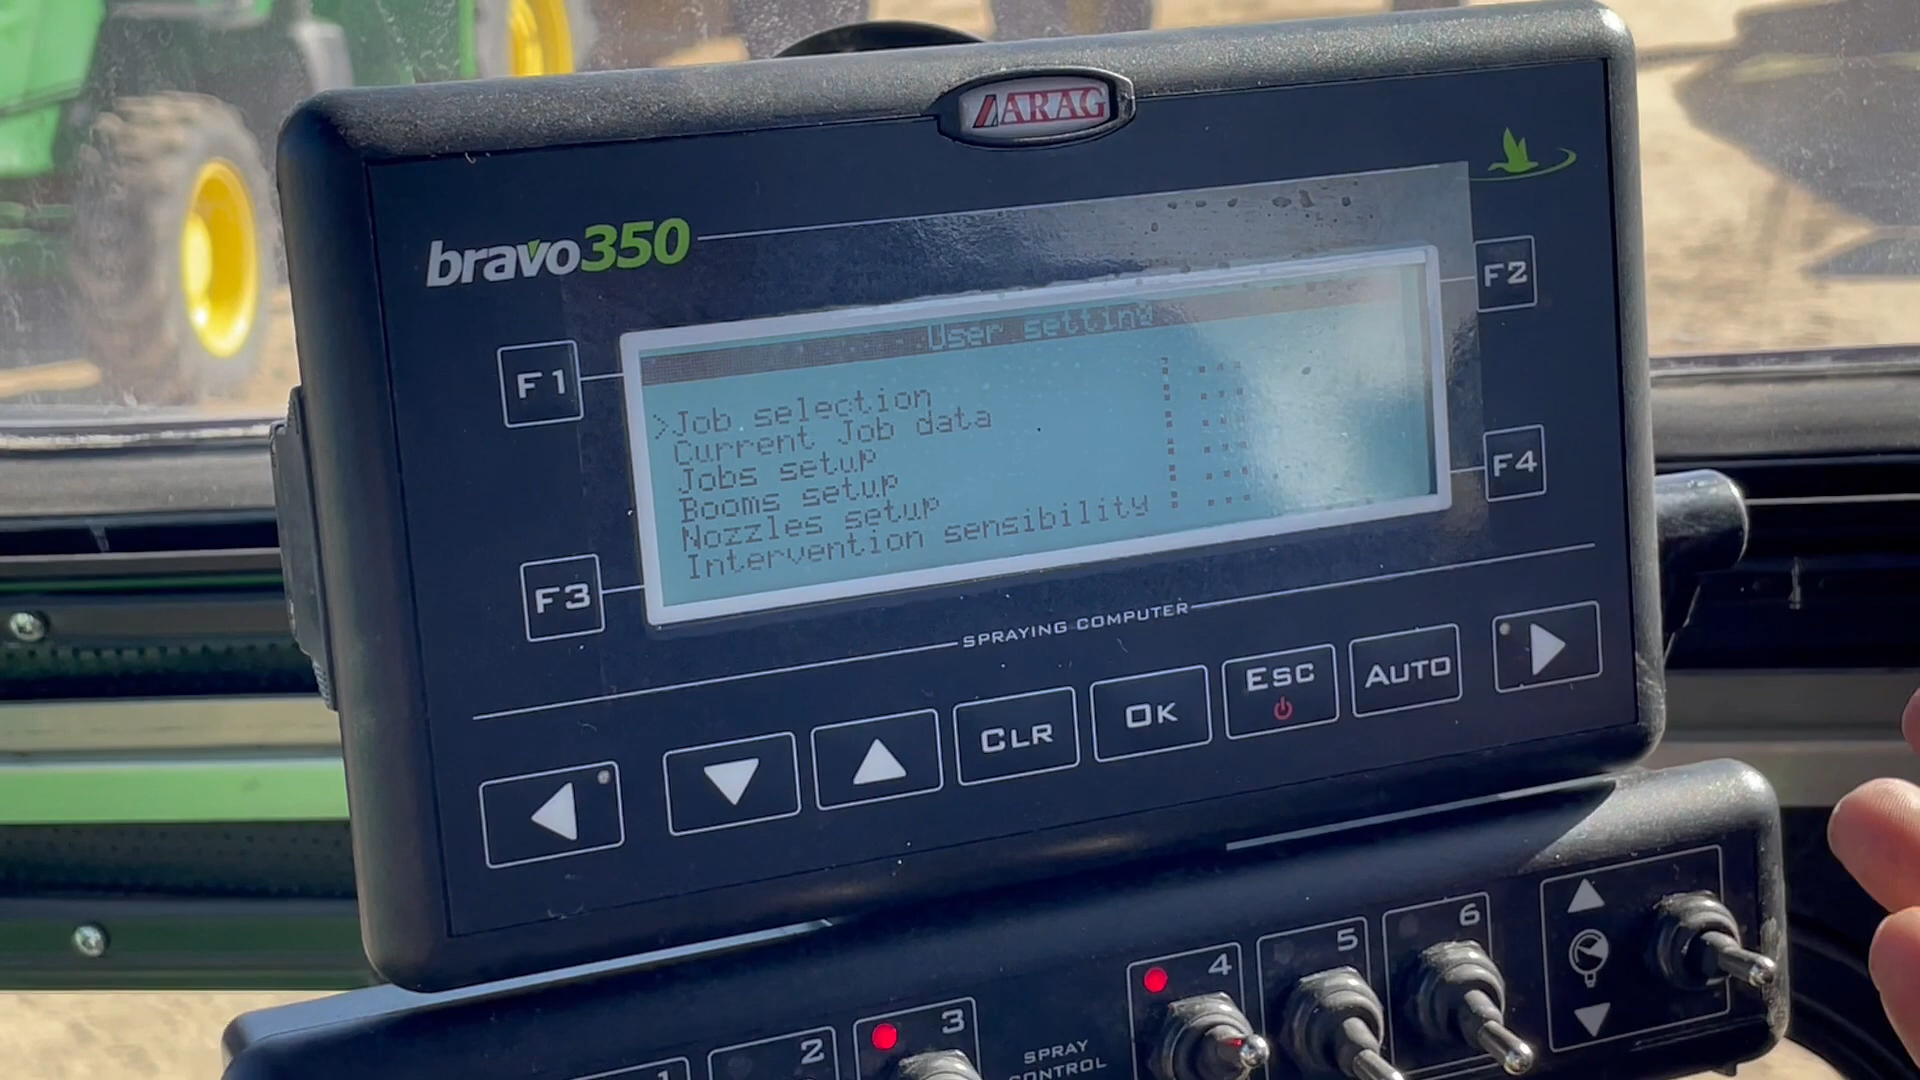 ARAG
bravo350
F1
F2
F3
F4
User setting
>Job selection : ...
Current Job data : ...
Jobs setup : ...
Booms setup : ...
Nozzles setup : ...
Intervention sensibility : ...
SPRAYING COMPUTER
CLR
OK
ESC
AUTO
1
2
3
SPRAY
CONTROL
4
5
6